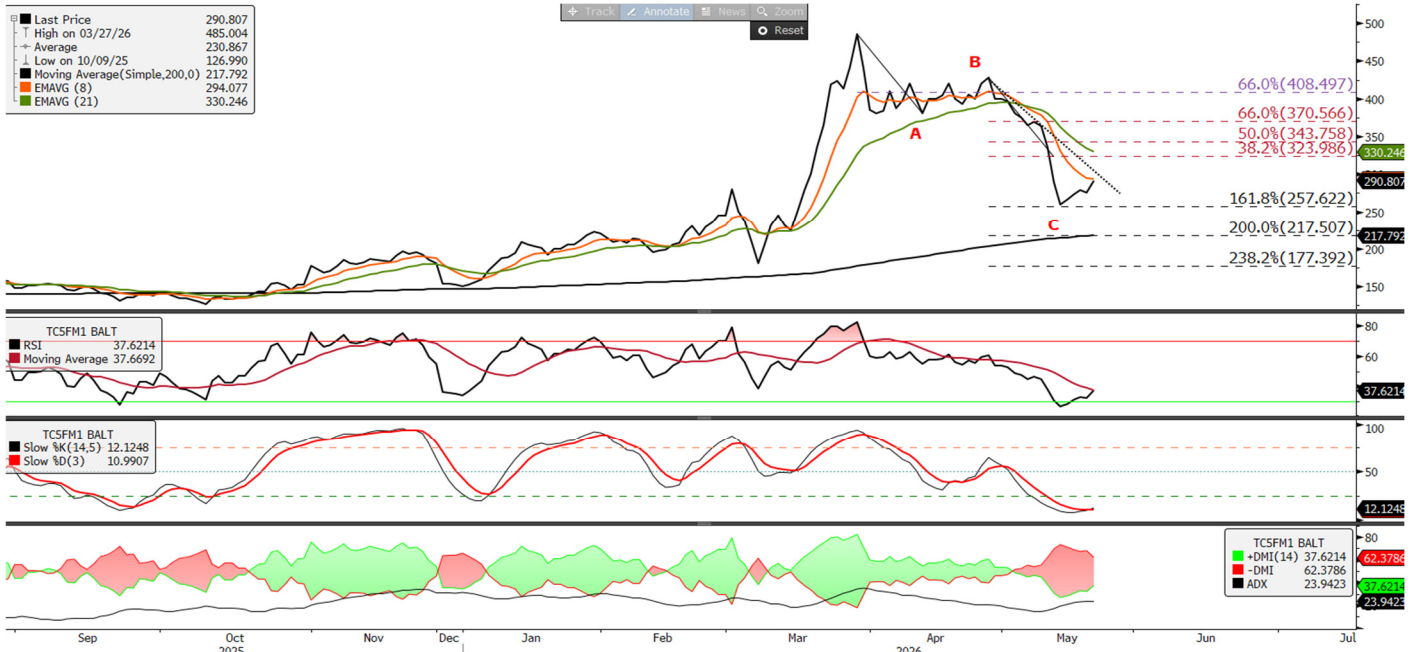 Track Annotate News Zoom
Reset
Last Price 290.807
High on 03/27/26 485.004
Average 230.867
Low on 10/09/25 126.990
Moving Average(Simple,200,0) 217.792
EMAVG (8) 294.077
EMAVG (21) 330.246
B
A
C
66.0%(408.497)
66.0%(370.566)
50.0%(343.758)
38.2%(323.986)
161.8%(257.622)
200.0%(217.507)
238.2%(177.392)
500
450
400
350
330.246
290.807
250
217.792
200
150
TC5FM1 BALT
RSI 37.6214
Moving Average 37.6692
80
60
37.6214
TC5FM1 BALT
Slow %K(14,5) 12.1248
Slow %D(3) 10.9907
100
50
12.1248
TC5FM1 BALT
+DMI(14) 37.6214
-DMI 62.3786
ADX 23.9423
80
62.3786
37.6214
23.9423
Sep Oct Nov Dec Jan Feb Mar Apr May Jun Jul
2025 2026